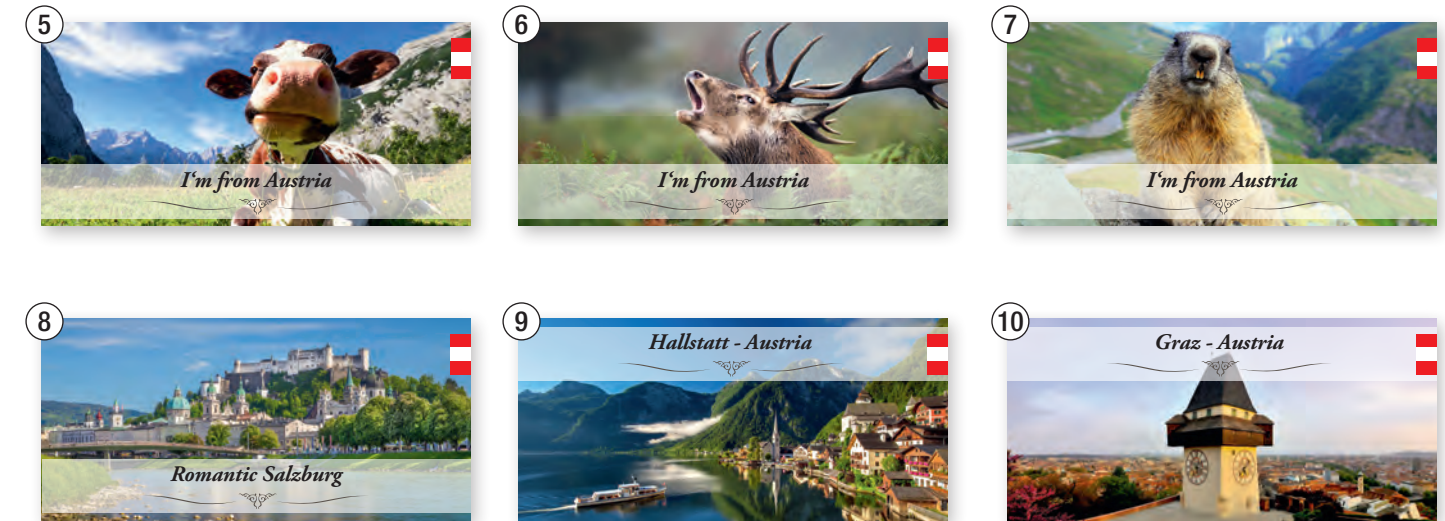 5
I‘m from Austria
6
I‘m from Austria
7
I‘m from Austria
8
Romantic Salzburg
9
Hallstatt - Austria
10
Graz - Austria